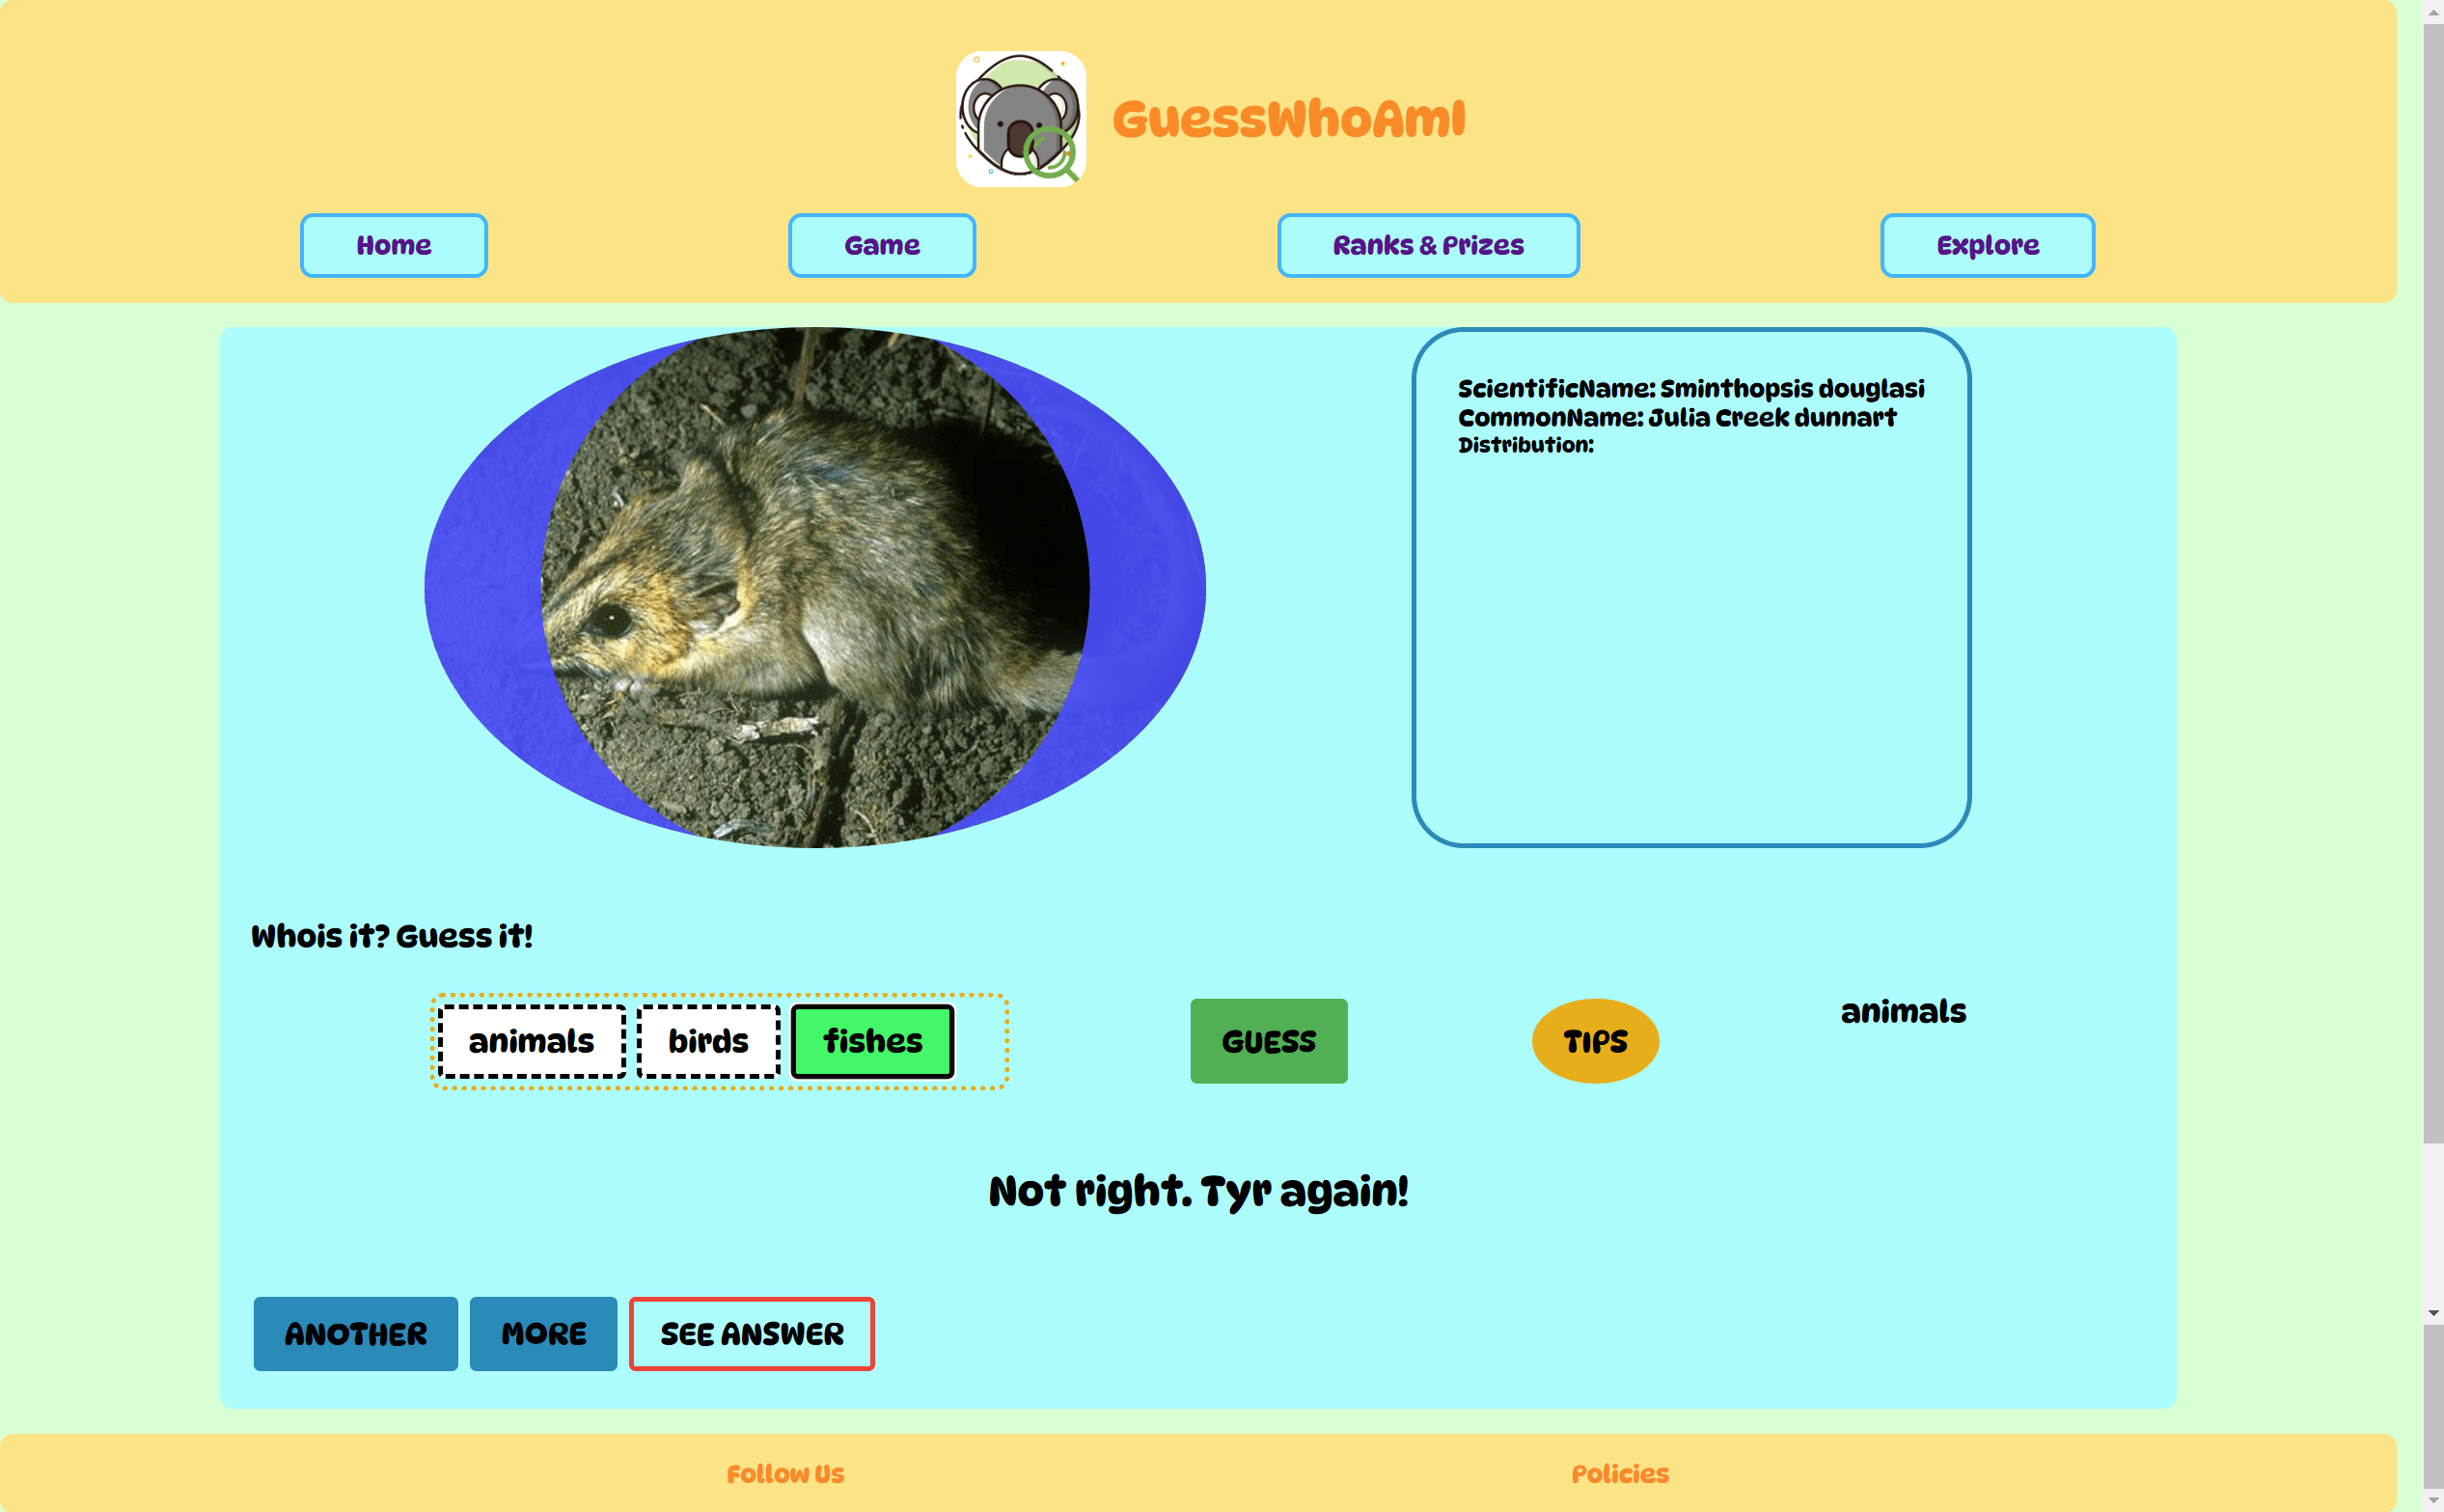 GuessWhoAmI
Home
Game
Ranks & Prizes
Explore
ScientificName: Sminthopsis douglasi
CommonName: Julia Creek dunnart
Distribution:
Whois it? Guess it!
animals
birds
fishes
GUESS
TIPS
animals
Not right. Tyr again!
ANOTHER
MORE
SEE ANSWER
Follow Us
Policies